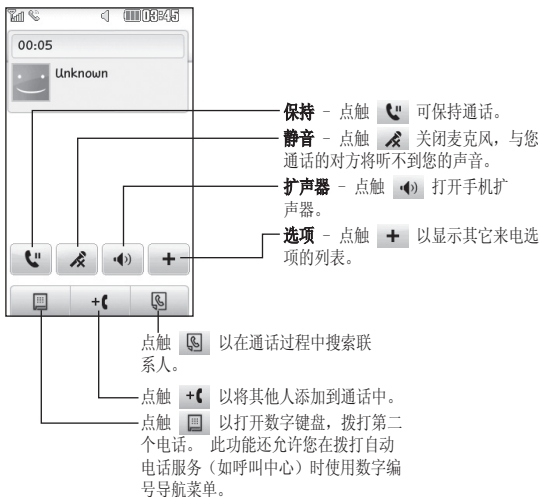 03:45
00:05
Unknown
保持 - 点触 可保持通话。
静音 - 点触 关闭麦克风，与您
通话的对方将听不到您的声音。
扩声器 - 点触 打开手机扩
声器。
选项 - 点触 以显示其它来电选
项的列表。
点触 以在通话过程中搜索联
系人。
点触 以将其他人添加到通话中。
点触 以打开数字键盘，拨打第二
个电话。 此功能还允许您在拨打自动
电话服务（如呼叫中心）时使用数字编
号导航菜单。